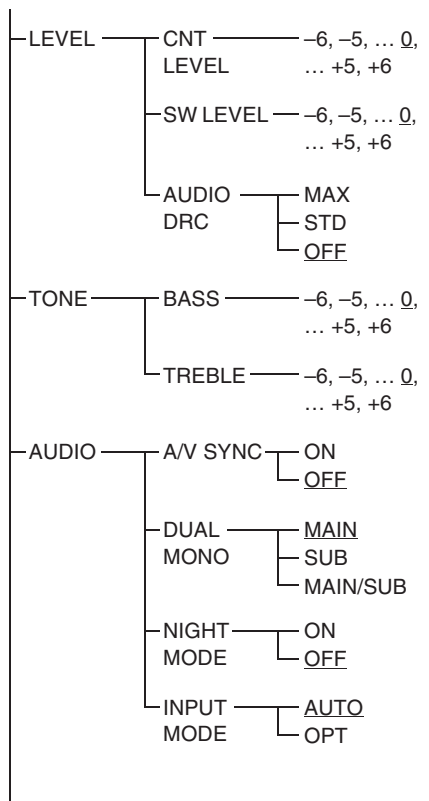 LEVEL CNT –6, –5, … 0,
LEVEL … +5, +6
SW LEVEL –6, –5, … 0,
… +5, +6
AUDIO MAX
DRC STD
OFF
TONE BASS –6, –5, … 0,
… +5, +6
TREBLE –6, –5, … 0,
… +5, +6
AUDIO A/V SYNC ON
OFF
DUAL MAIN
MONO SUB
MAIN/SUB
NIGHT ON
MODE OFF
INPUT AUTO
MODE OPT